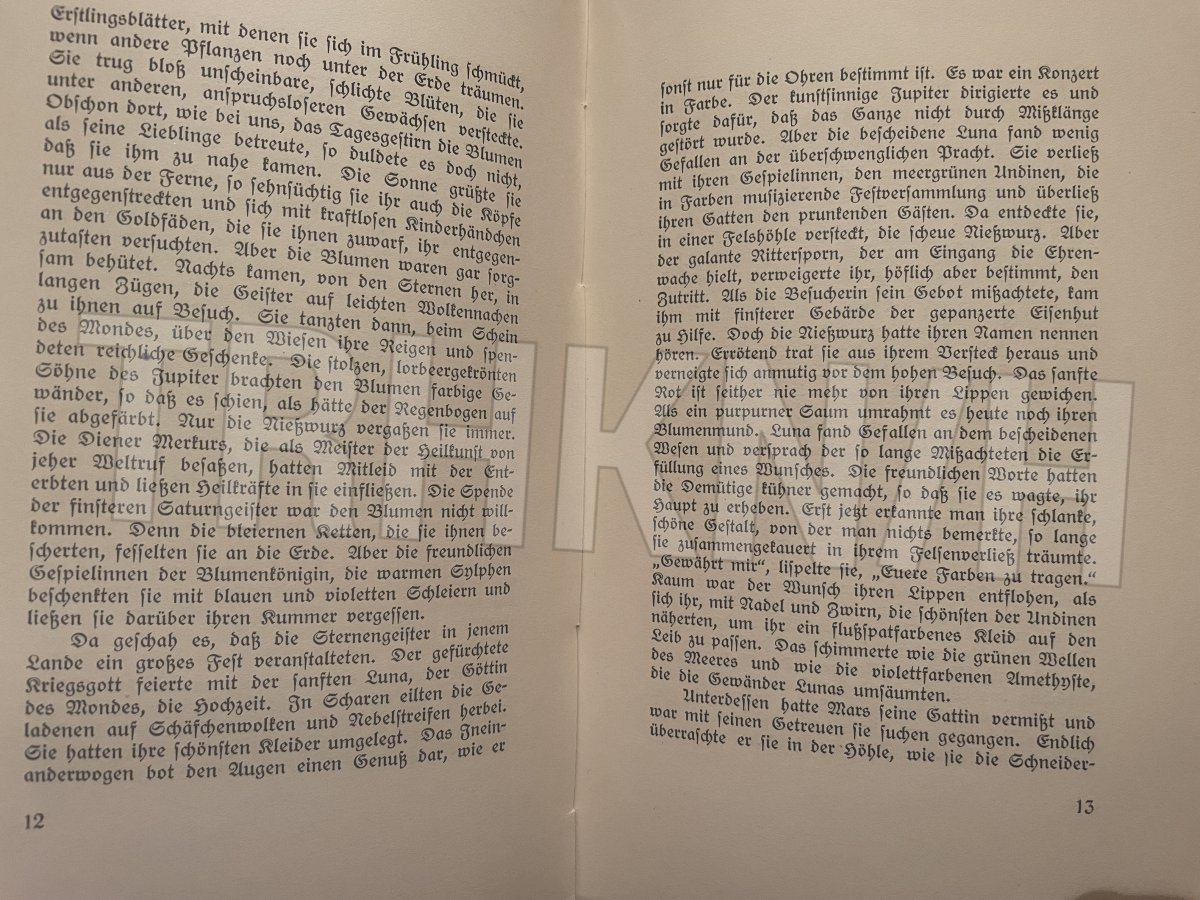 Erſtlingsblätter, mit denen ſie ſich im Frühling ſchmückt,
wenn andere Pflanzen noch unter der Erde träumen.
Sie trug bloß unſcheinbare, ſchlichte Blüten, die ſie
unter anderen, anſpruchsloſeren Gewächſen verſteckte.
Obſchon dort, wie bei uns, das Tagesgeſtirn die Blumen
als ſeine Lieblinge betreute, ſo duldete es doch nicht,
daß ſie ihm zu nahe kamen. Die Sonne grüßte ſie
nur aus der Ferne, ſo ſehnſüchtig ſie ihr auch die Köpfe
entgegenſtreckten und ſich mit kraftloſen Kinderhändchen
an den Goldfäden, die ſie ihnen zuwarf, ihr entgegen-
zutaſten verſuchten. Aber die Blumen waren gar ſorg-
ſam behütet. Nachts kamen, von den Sternen her, in
langen Zügen, die Geiſter auf leichten Wolkennachen
zu ihnen auf Beſuch. Sie tanzten dann, beim Schein
des Mondes, über den Wieſen ihre Reigen und ſpen-
deten reichliche Geſchenke. Die ſtolzen, lorbeergekrönten
Söhne des Jupiter brachten den Blumen farbige Ge-
wänder, ſo daß es ſchien, als hätte der Regenbogen auf
ſie abgefärbt. Nur die Nießwurz vergaßen ſie immer.
Die Diener Merkurs, die als Meiſter der Heilkunſt von
jeher Weltruf beſaßen, hatten Mitleid mit der Ent-
erbten und ließen Heilkräfte in ſie einfließen. Die Spende
der finſteren Saturngeiſter war den Blumen nicht will-
kommen. Denn die bleiernen Ketten, die ſie ihnen be-
ſcherten, feſſelten ſie an die Erde. Aber die freundlichen
Geſpielinnen der Blumenkönigin, die warmen Sylphen
beſchenkten ſie mit blauen und violetten Schleiern und
ließen ſie darüber ihren Kummer vergeſſen.
Da geſchah es, daß die Sternengeiſter in jenem
Lande ein großes Feſt veranſtalteten. Der gefürchtete
Kriegsgott feierte mit der ſanften Luna, der Göttin
des Mondes, die Hochzeit. In Scharen eilten die Ge-
ladenen auf Schäfchenwolken und Nebelſtreifen herbei.
Sie hatten ihre ſchönſten Kleider umgelegt. Das Inein-
anderwogen bot den Augen einen Genuß dar, wie er
12
ſonſt nur für die Ohren beſtimmt iſt. Es war ein Konzert
in Farbe. Der kunſtſinnige Jupiter dirigierte es und
ſorgte dafür, daß das Ganze nicht durch Mißklänge
geſtört wurde. Aber die beſcheidene Luna fand wenig
Gefallen an der überſchwenglichen Pracht. Sie verließ
mit ihren Geſpielinnen, den meergrünen Undinen, die
in Farben muſizierende Feſtverſammlung und überließ
ihren Gatten den prunkenden Gäſten. Da entdeckte ſie,
in einer Felshöhle verſteckt, die ſcheue Nießwurz. Aber
der galante Ritterſporn, der am Eingang die Ehren-
wache hielt, verweigerte ihr, höflich aber beſtimmt, den
Zutritt. Als die Beſucherin ſein Gebot mißachtete, kam
ihm mit finſterer Gebärde der gepanzerte Eiſenhut
zu Hilfe. Doch die Nießwurz hatte ihren Namen nennen
hören. Errötend trat ſie aus ihrem Verſteck heraus und
verneigte ſich anmutig vor dem hohen Beſuch. Das ſanfte
Rot iſt ſeither nie mehr von ihren Lippen gewichen.
Als ein purpurner Saum umrahmt es heute noch ihren
Blumenmund. Luna fand Gefallen an dem beſcheidenen
Weſen und verſprach der ſo lange Mißachteten die Er-
füllung eines Wunſches. Die freundlichen Worte hatten
die Demütige kühner gemacht, ſo daß ſie es wagte, ihr
Haupt zu erheben. Erſt jetzt erkannte man ihre ſchlanke,
ſchöne Geſtalt, von der man nichts bemerkte, ſo lange
ſie zuſammengekauert in ihrem Felſenverließ träumte.
„Gewährt mir“, liſpelte ſie, „Euere Farben zu tragen.“
Kaum war der Wunſch ihren Lippen entflohen, als
ſich ihr, mit Nadel und Zwirn, die ſchönſten der Undinen
näherten, um ihr ein flußſpatfarbenes Kleid auf den
Leib zu paſſen. Das ſchimmerte wie die grünen Wellen
des Meeres und wie die violettfarbenen Amethyſte,
die die Gewänder Lunas umſäumten.
Unterdeſſen hatte Mars ſeine Gattin vermißt und
war mit ſeinen Getreuen ſie ſuchen gegangen. Endlich
überraſchte er ſie in der Höhle, wie ſie die Schneider-
13